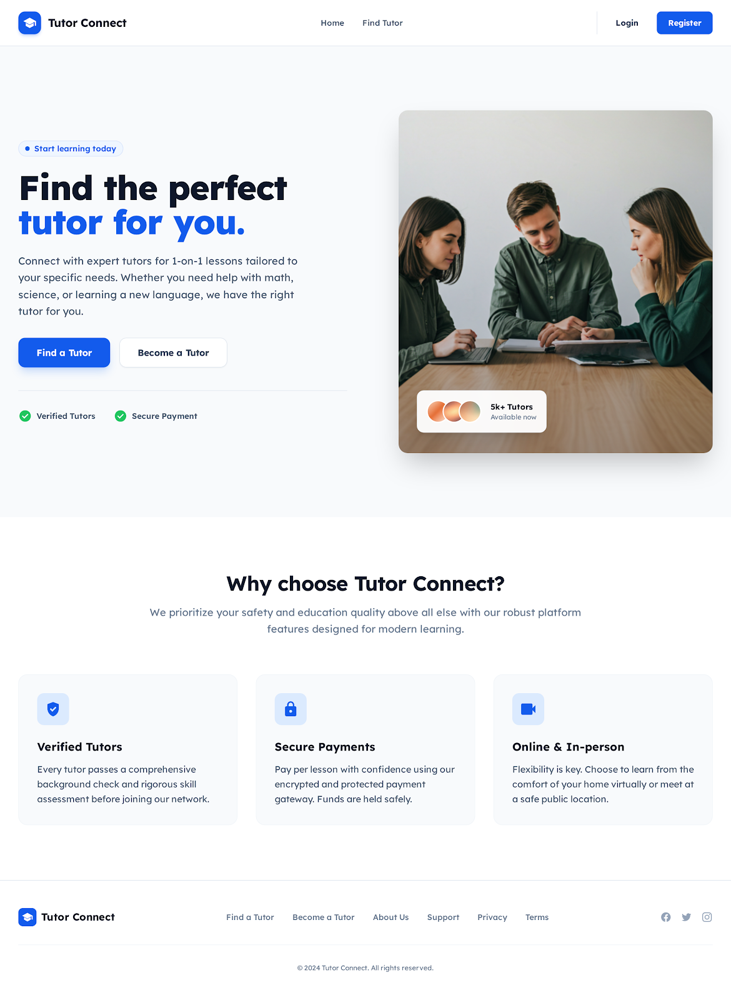 Tutor Connect
Home
Find Tutor
Login
Register
Start learning today
Find the perfect
tutor for you.
Connect with expert tutors for 1-on-1 lessons tailored to
your specific needs. Whether you need help with math,
science, or learning a new language, we have the right
tutor for you.
Find a Tutor
Become a Tutor
Verified Tutors
Secure Payment
5k+ Tutors
Available now
Why choose Tutor Connect?
We prioritize your safety and education quality above all else with our robust platform
features designed for modern learning.
Verified Tutors
Every tutor passes a comprehensive
background check and rigorous skill
assessment before joining our network.
Secure Payments
Pay per lesson with confidence using our
encrypted and protected payment
gateway. Funds are held safely.
Online & In-person
Flexibility is key. Choose to learn from the
comfort of your home virtually or meet at
a safe public location.
Tutor Connect
Find a Tutor
Become a Tutor
About Us
Support
Privacy
Terms
© 2024 Tutor Connect. All rights reserved.